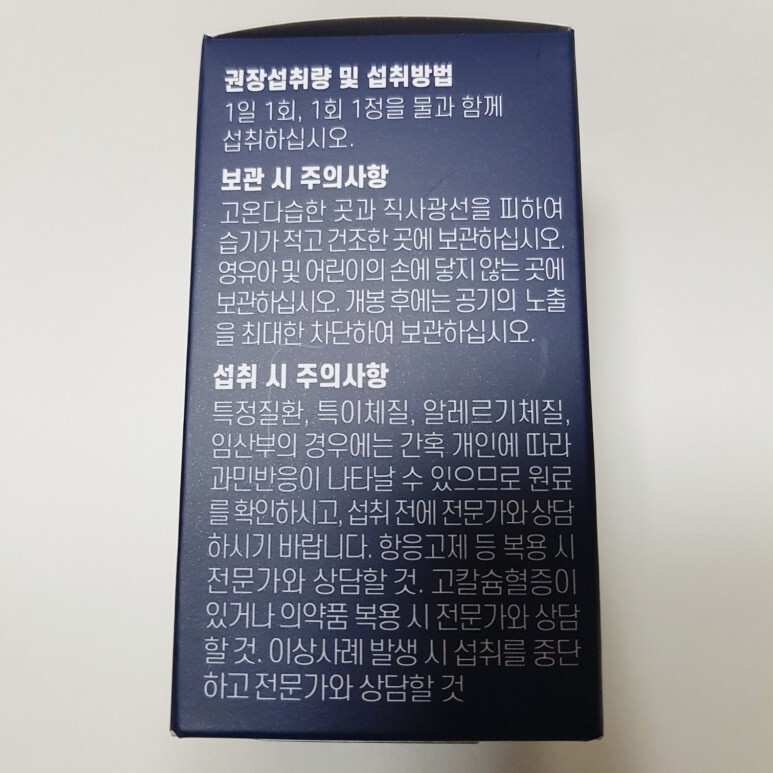 권장섭취량 및 섭취방법
1일 1회, 1회 1정을 물과 함께
섭취하십시오.
보관 시 주의사항
고온다습한 곳과 직사광선을 피하여
습기가 적고 건조한 곳에 보관하십시오.
영유아 및 어린이의 손에 닿지 않는 곳에
보관하십시오. 개봉 후에는 공기의 노출
을 최대한 차단하여 보관하십시오.
섭취 시 주의사항
특정질환, 특이체질, 알레르기체질,
임산부의 경우에는 간혹 개인에 따라
과민반응이 나타날 수 있으므로 원료
를 확인하시고, 섭취 전에 전문가와 상담
하시기 바랍니다. 항응고제 등 복용 시
전문가와 상담할 것. 고칼슘혈증이
있거나 의약품 복용 시 전문가와 상담
할 것. 이상사례 발생 시 섭취를 중단
하고 전문가와 상담할 것